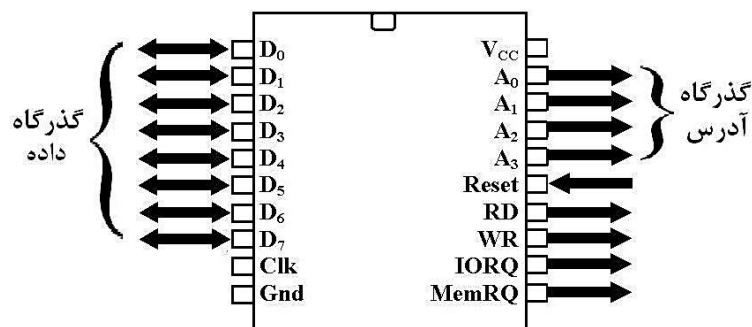 گذرگاه
داده
D₀
D₁
D₂
D₃
D₄
D₅
D₆
D₇
Clk
Gnd
V_CC
A₀
A₁
A₂
A₃
Reset
RD
WR
IORQ
MemRQ
گذرگاه
آدرس